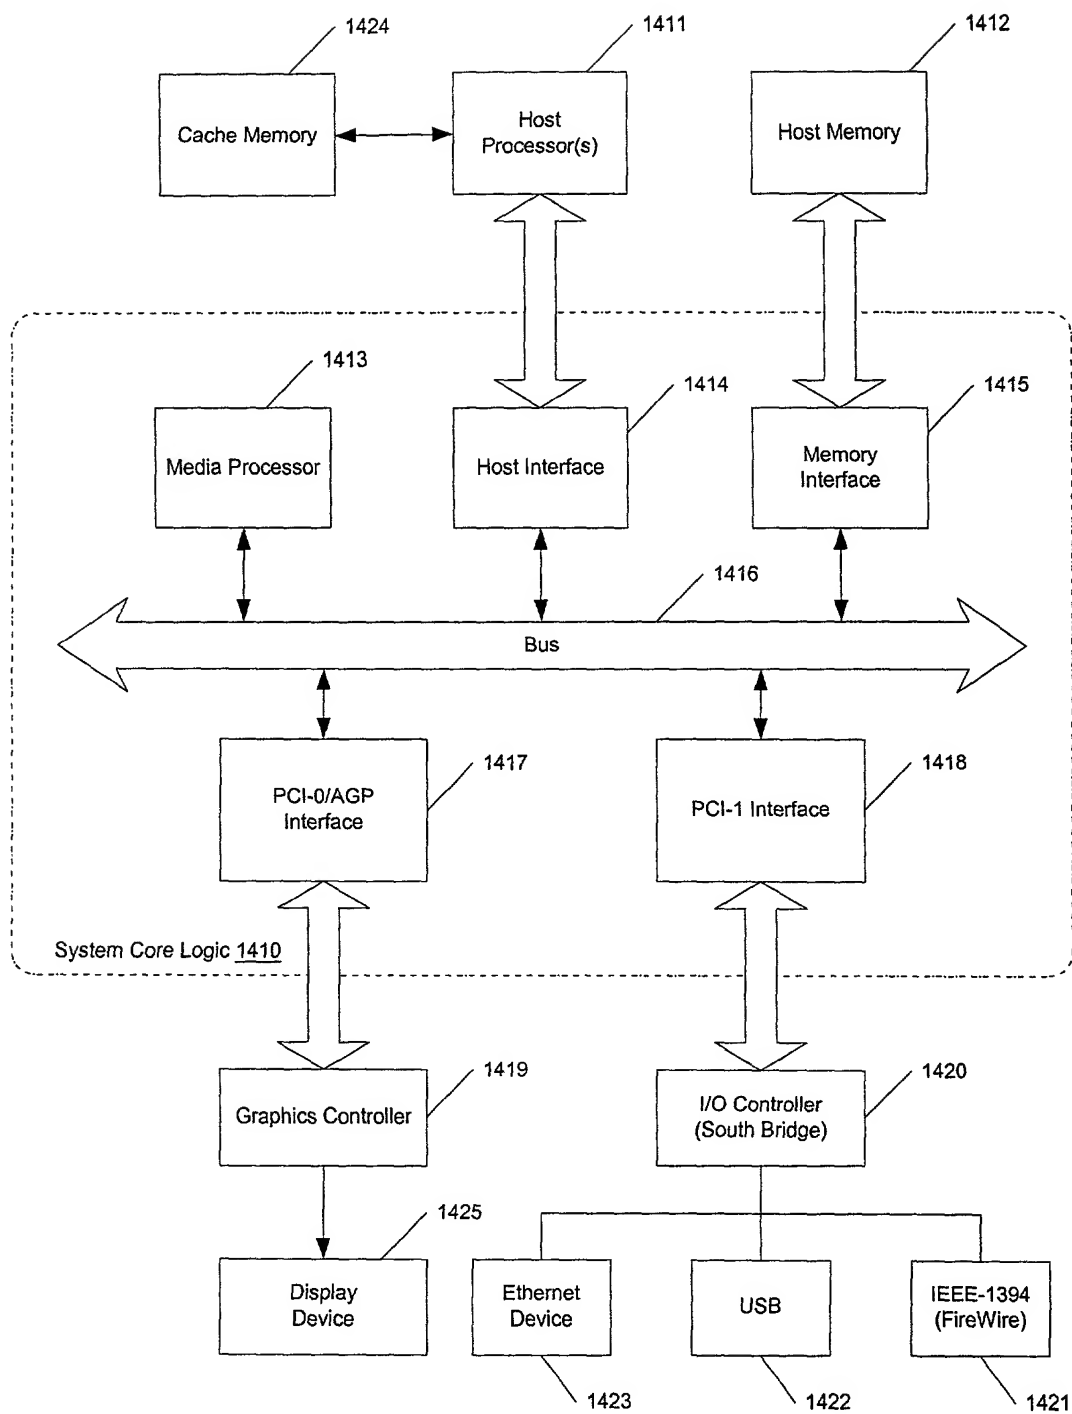 1424
1411
1412
Cache Memory
Host
Processor(s)
Host Memory
1413
1414
1415
Media Processor
Host Interface
Memory
Interface
1416
Bus
1417
1418
PCI-0/AGP
Interface
PCI-1 Interface
System Core Logic 1410
1419
1420
Graphics Controller
I/O Controller
(South Bridge)
1425
Display
Device
Ethernet
Device
USB
IEEE-1394
(FireWire)
1423
1422
1421